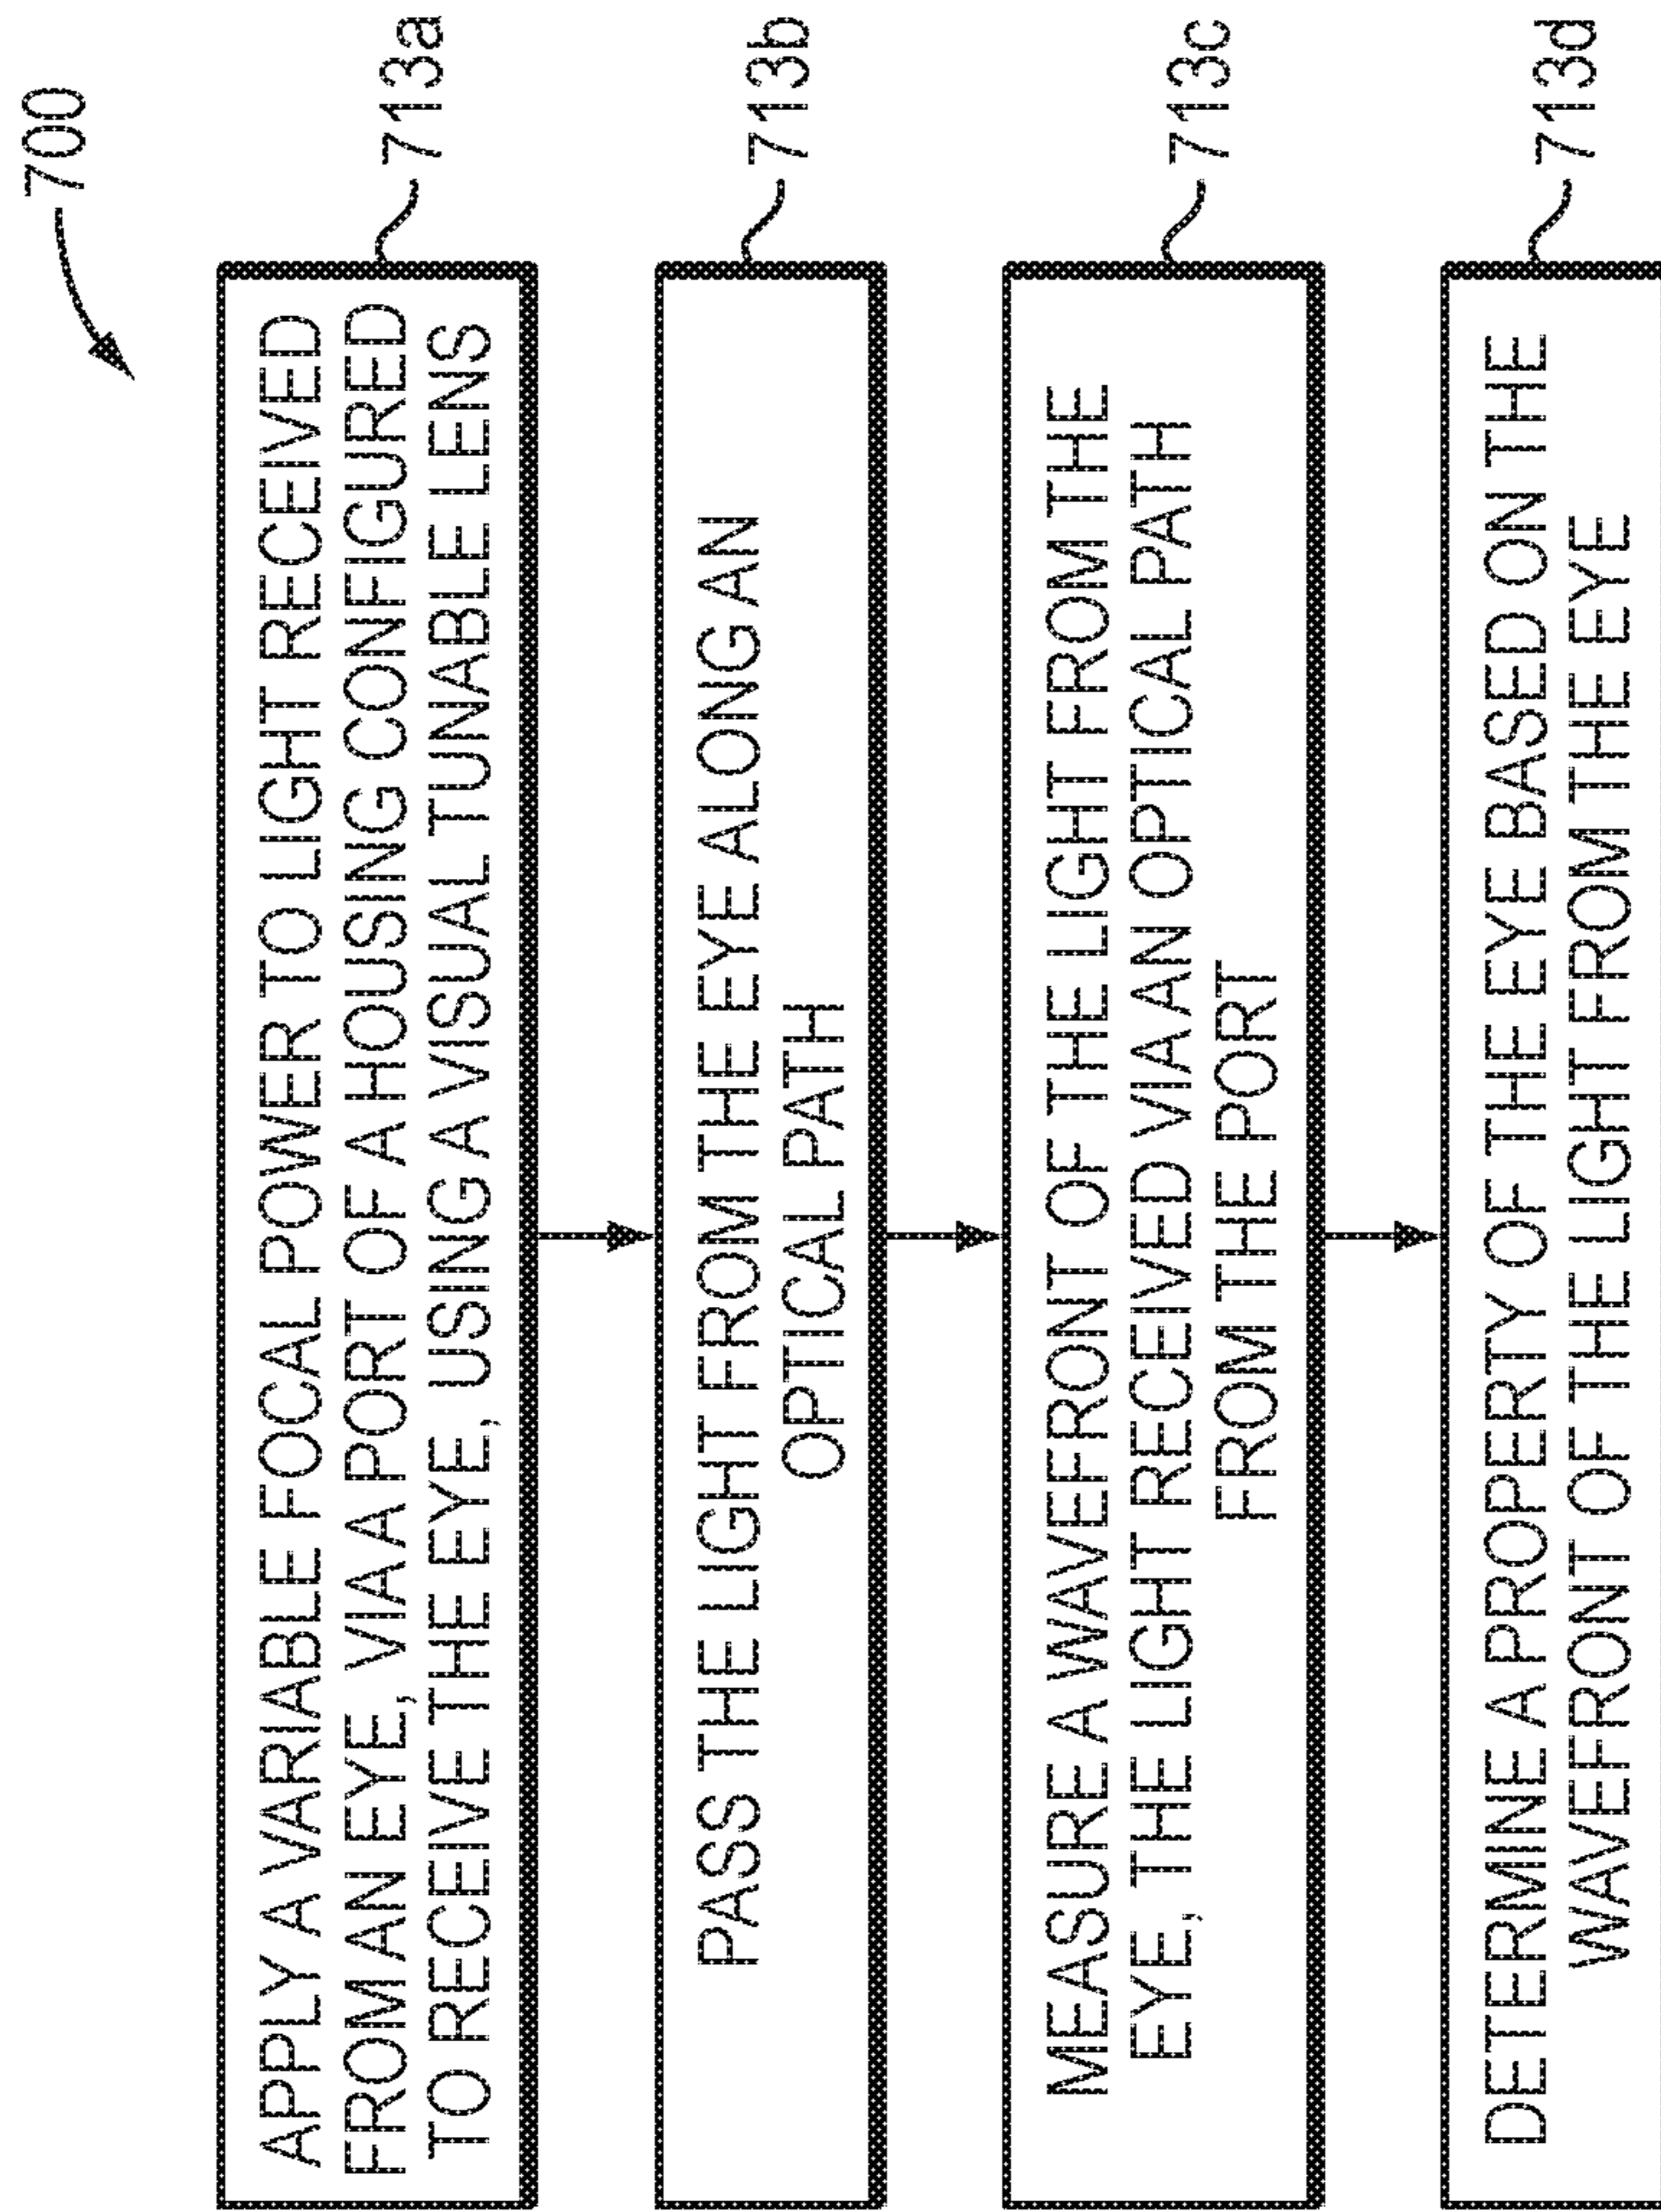 700
APPLY A VARIABLE FOCAL POWER TO LIGHT RECEIVED
FROM AN EYE, VIA A PORT OF A HOUSING CONFIGURED
TO RECEIVE THE EYE, USING A VISUAL TUNABLE LENS
713a
PASS THE LIGHT FROM THE EYE ALONG AN
OPTICAL PATH
713b
MEASURE A WAVEFRONT OF THE LIGHT FROM THE
EYE, THE LIGHT RECEIVED VIA AN OPTICAL PATH
FROM THE PORT
713c
DETERMINE A PROPERTY OF THE EYE BASED ON THE
WAVEFRONT OF THE LIGHT FROM THE EYE
713d